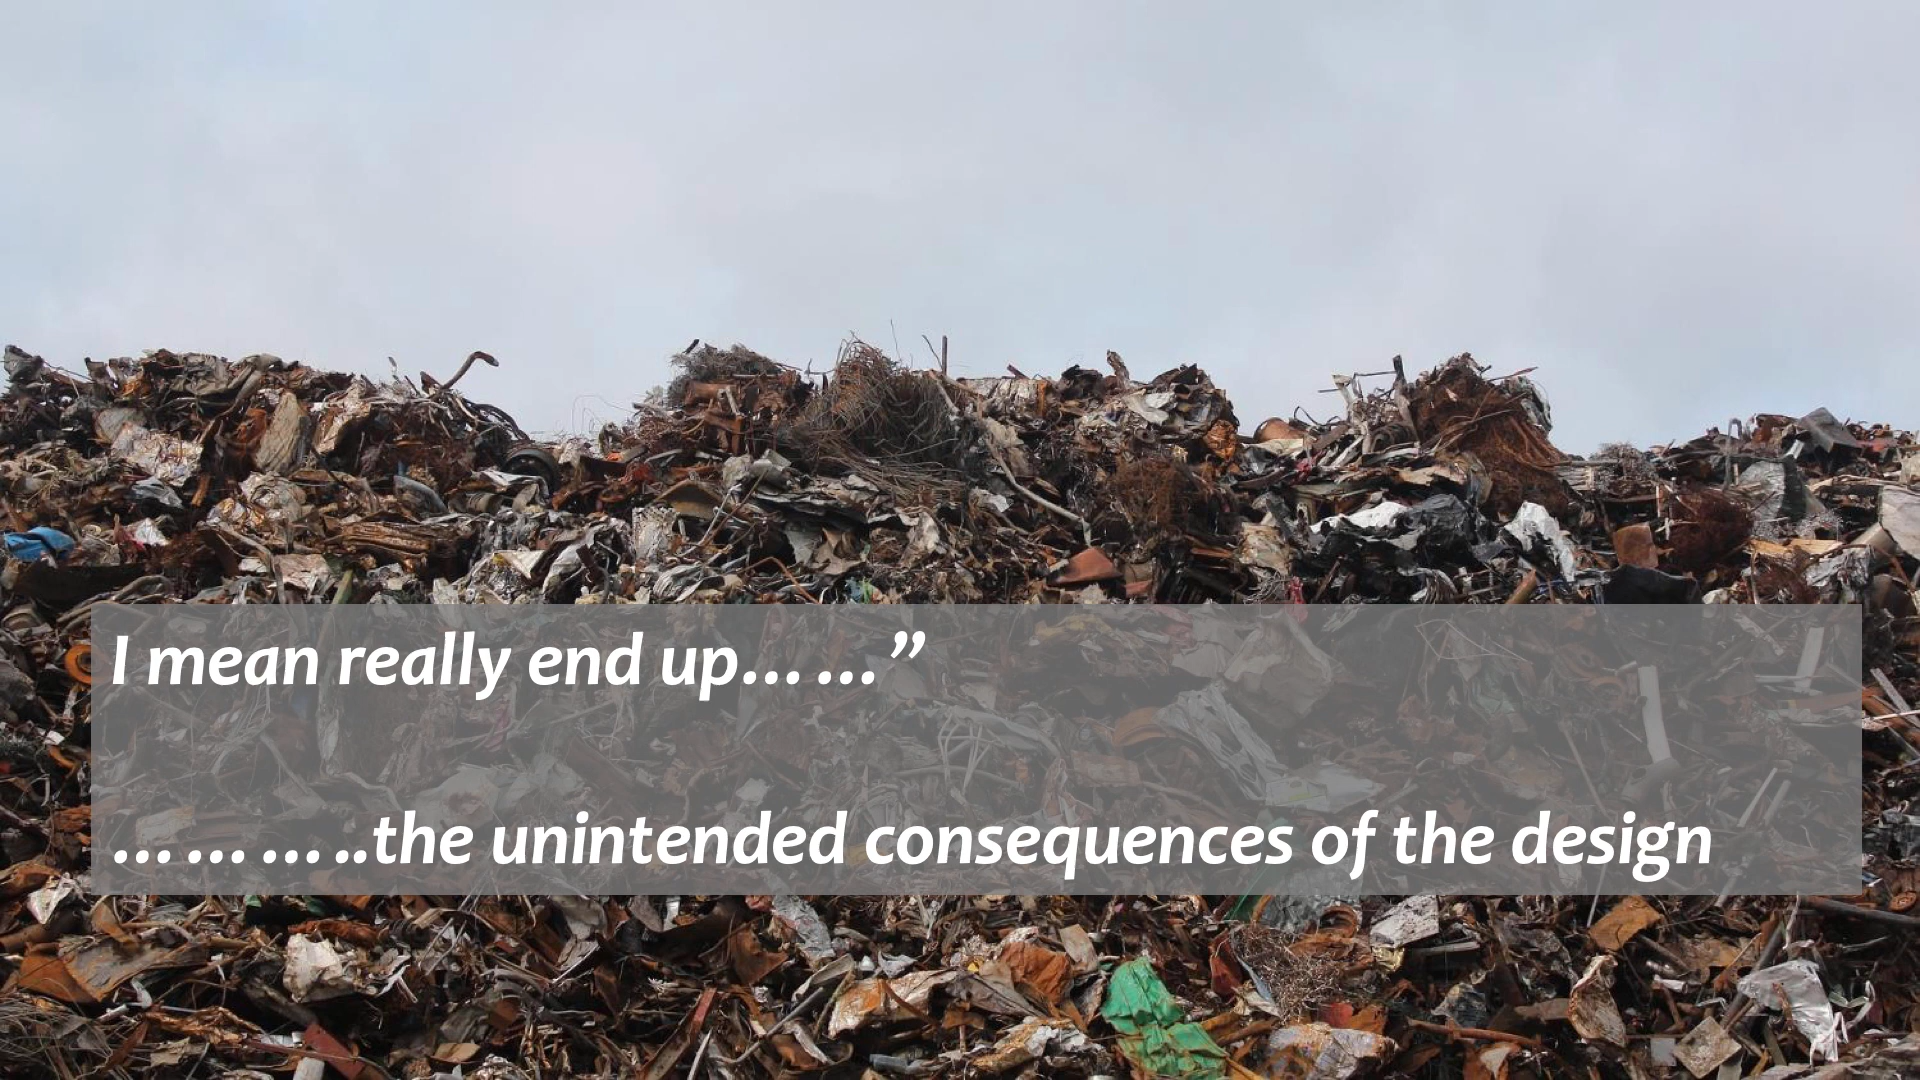 I mean really end up……”
………..the unintended consequences of the design